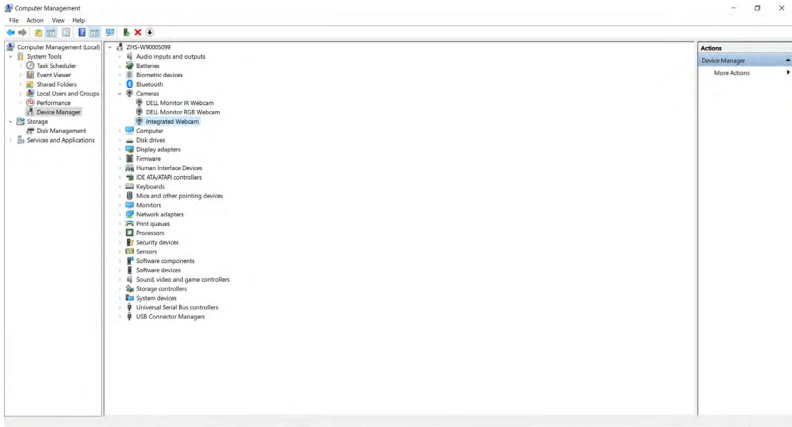 Computer Management
File Action View Help
Computer Management (Local)
System Tools
Task Scheduler
Event Viewer
Shared Folders
Local Users and Groups
Performance
Device Manager
Storage
Disk Management
Services and Applications
ZHS-W90005099
Audio inputs and outputs
Batteries
Biometric devices
Bluetooth
Cameras
DELL Monitor IR Webcam
DELL Monitor RGB Webcam
Integrated Webcam
Computer
Disk drives
Display adapters
Firmware
Human Interface Devices
IDE ATA/ATAPI controllers
Keyboards
Mice and other pointing devices
Monitors
Network adapters
Print queues
Processors
Security devices
Sensors
Software components
Software devices
Sound, video and game controllers
Storage controllers
System devices
Universal Serial Bus controllers
USB Connector Managers
Actions
Device Manager
More Actions